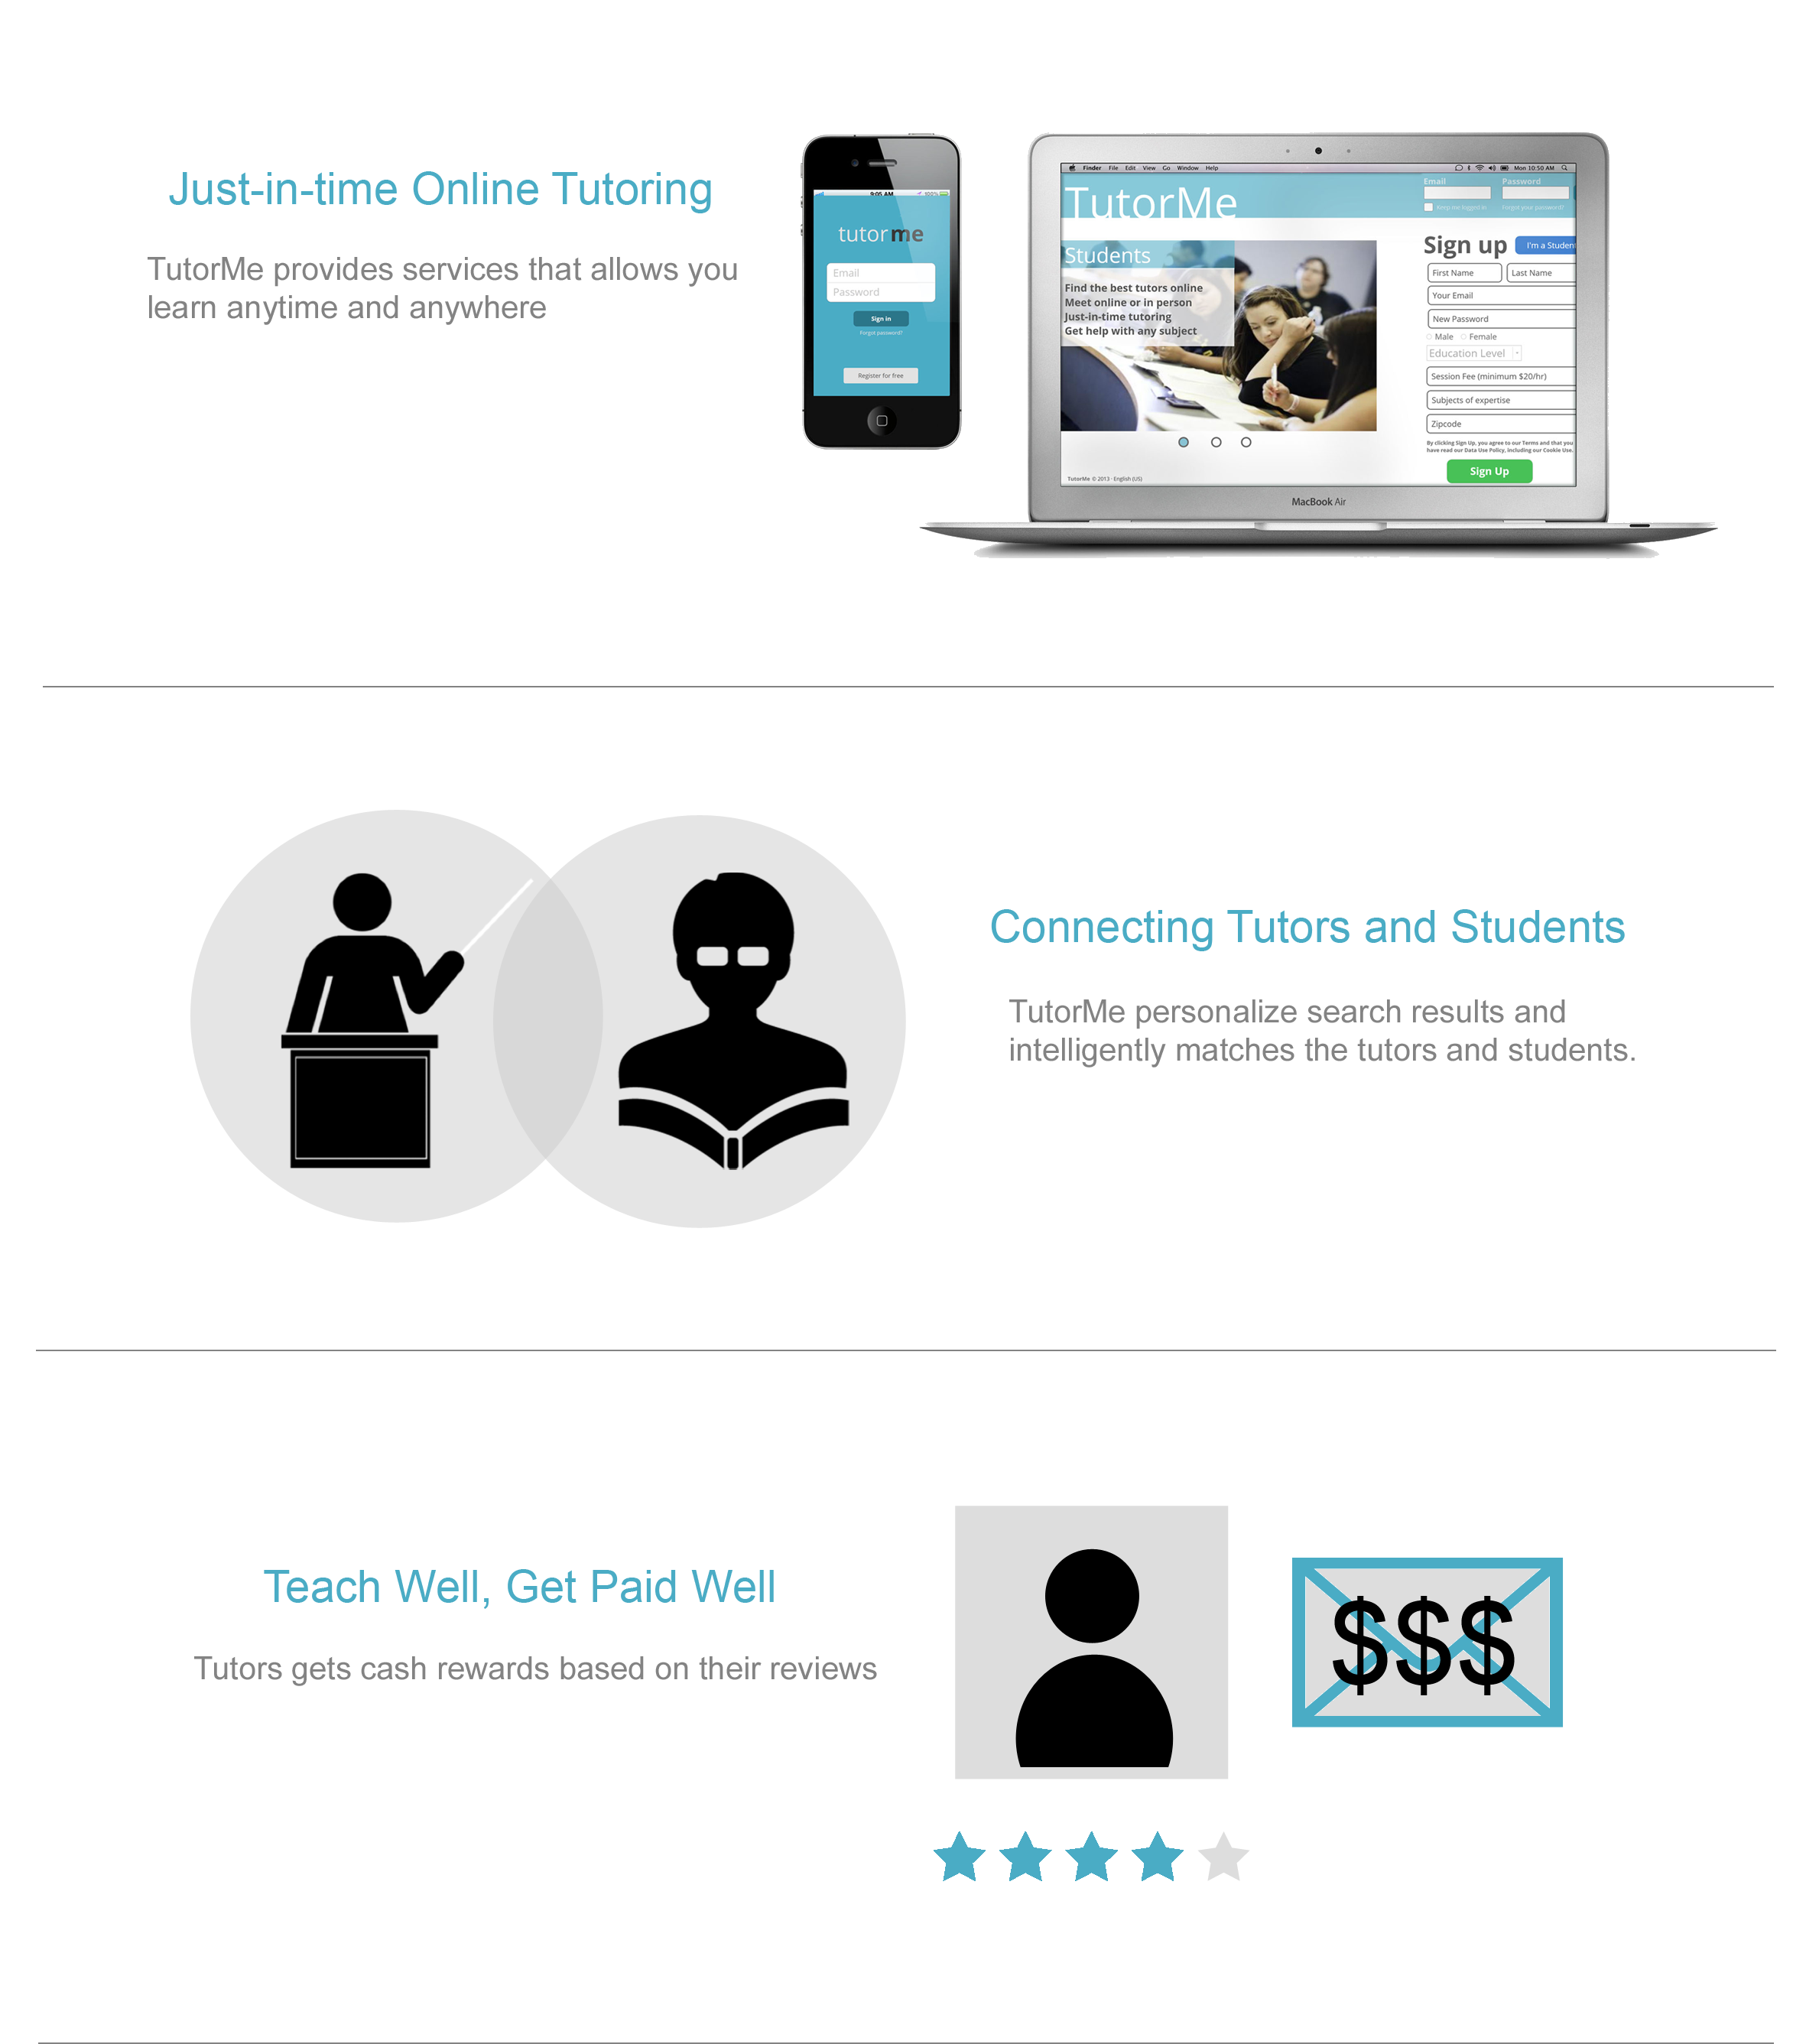 Just-in-time Online Tutoring
TutorMe provides services that allows you
learn anytime and anywhere
9:05 AM
100%
tutor me
Email
Password
Sign in
Forgot password?
Register for free
Finder File Edit View Go Window Help
Mon 10:50 AM
TutorMe
Email Password
Keep me logged in Forgot your password?
Students
Find the best tutors online
Meet online or in person
Just-in-time tutoring
Get help with any subject
TutorMe © 2013 · English (US)
Sign up
I'm a Studen
First Name Last Name
Your Email
New Password
Male Female
Education Level
Session Fee (minimum $20/hr)
Subjects of expertise
Zipcode
By clicking Sign Up, you agree to our Terms and that you
have read our Data Use Policy, including our Cookie Use.
Sign Up
MacBook Air
Connecting Tutors and Students
TutorMe personalize search results and
intelligently matches the tutors and students.
Teach Well, Get Paid Well
Tutors gets cash rewards based on their reviews
$$$